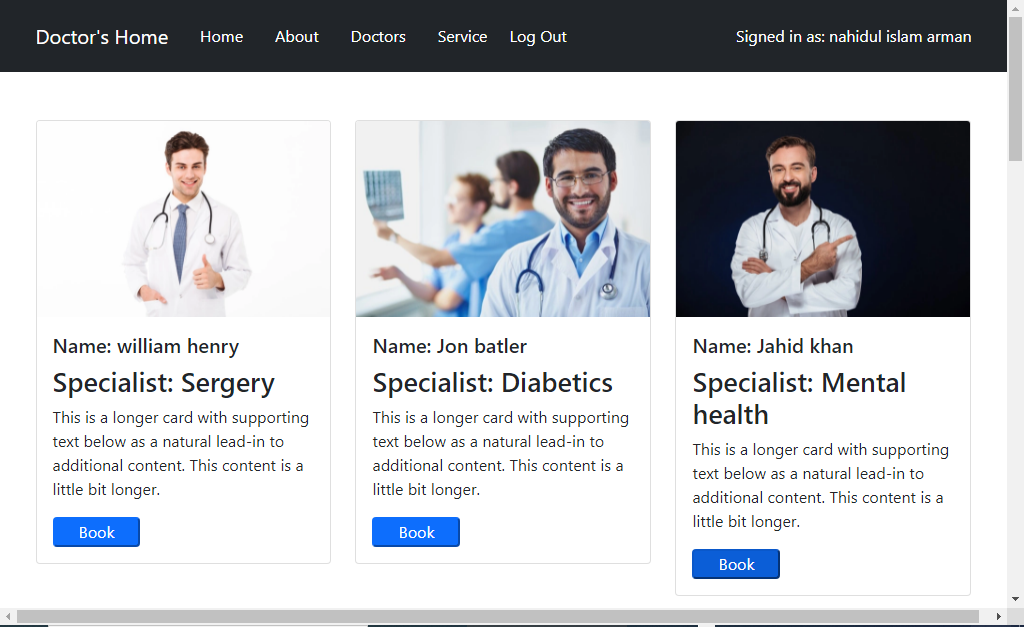 Doctor's Home Home About Doctors Service Log Out Signed in as: nahidul islam arman
Name: william henry
Specialist: Sergery
This is a longer card with supporting
text below as a natural lead-in to
additional content. This content is a
little bit longer.
Book
Name: Jon batler
Specialist: Diabetics
This is a longer card with supporting
text below as a natural lead-in to
additional content. This content is a
little bit longer.
Book
Name: Jahid khan
Specialist: Mental
health
This is a longer card with supporting
text below as a natural lead-in to
additional content. This content is a
little bit longer.
Book